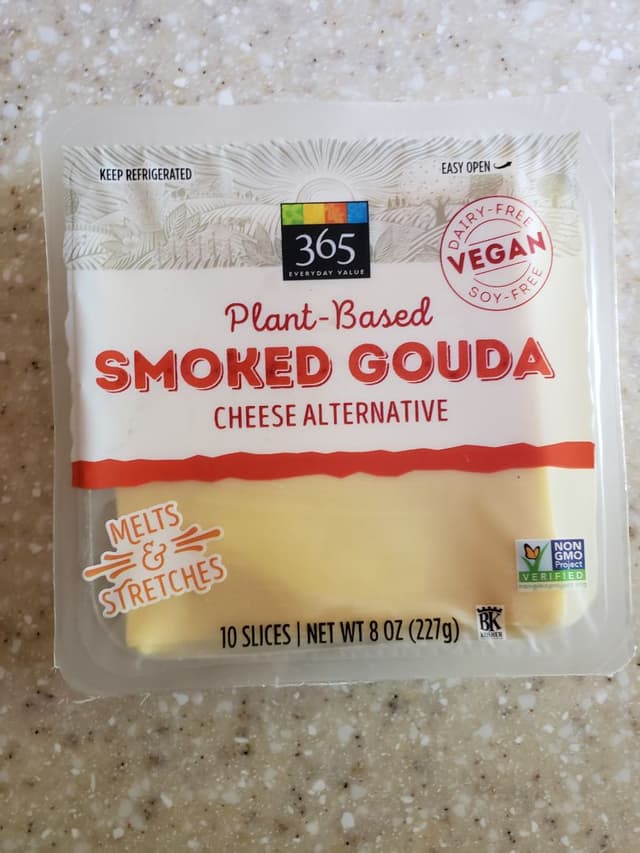 KEEP REFRIGERATED
EASY OPEN
365
EVERYDAY VALUE
DAIRY-FREE
VEGAN
SOY-FREE
Plant-Based
SMOKED GOUDA
CHEESE ALTERNATIVE
MELTS
&
STRETCHES
NON
GMO
Project
VERIFIED
10 SLICES | NET WT 8 OZ (227g)
BK
KOSHER